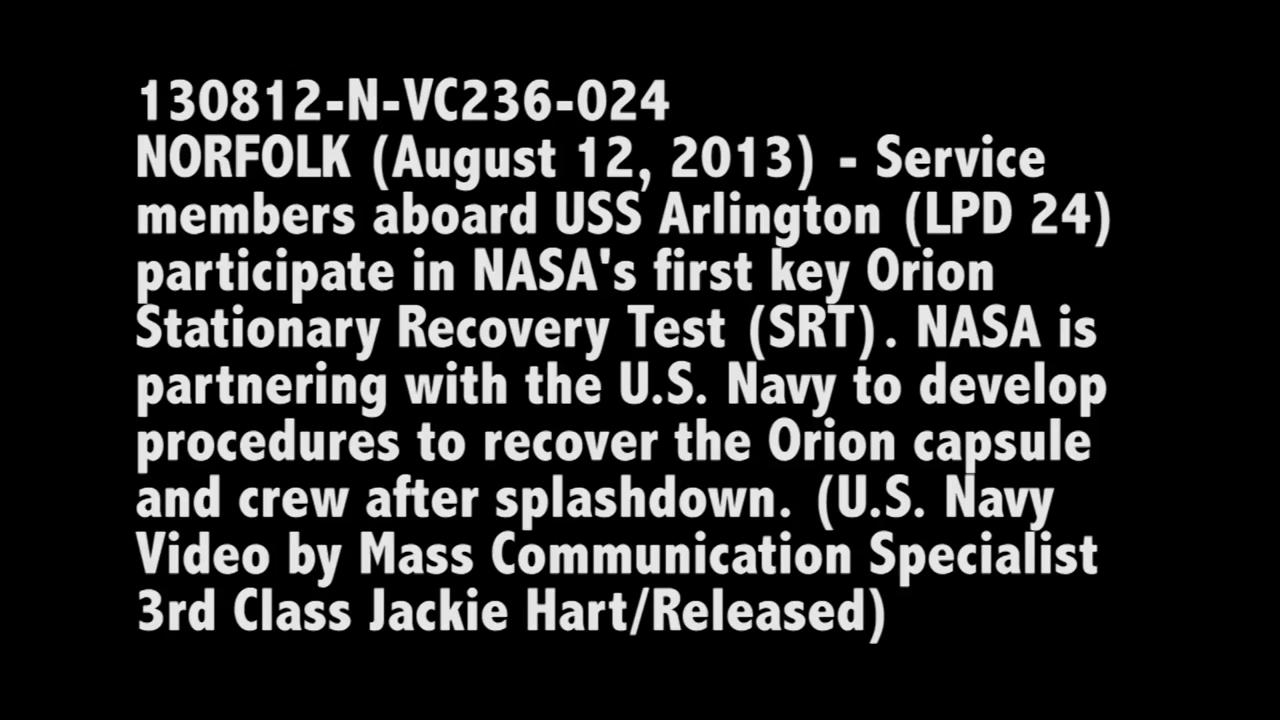 130812-N-VC236-024
NORFOLK (August 12, 2013) - Service
members aboard USS Arlington (LPD 24)
participate in NASA's first key Orion
Stationary Recovery Test (SRT). NASA is
partnering with the U.S. Navy to develop
procedures to recover the Orion capsule
and crew after splashdown. (U.S. Navy
Video by Mass Communication Specialist
3rd Class Jackie Hart/Released)